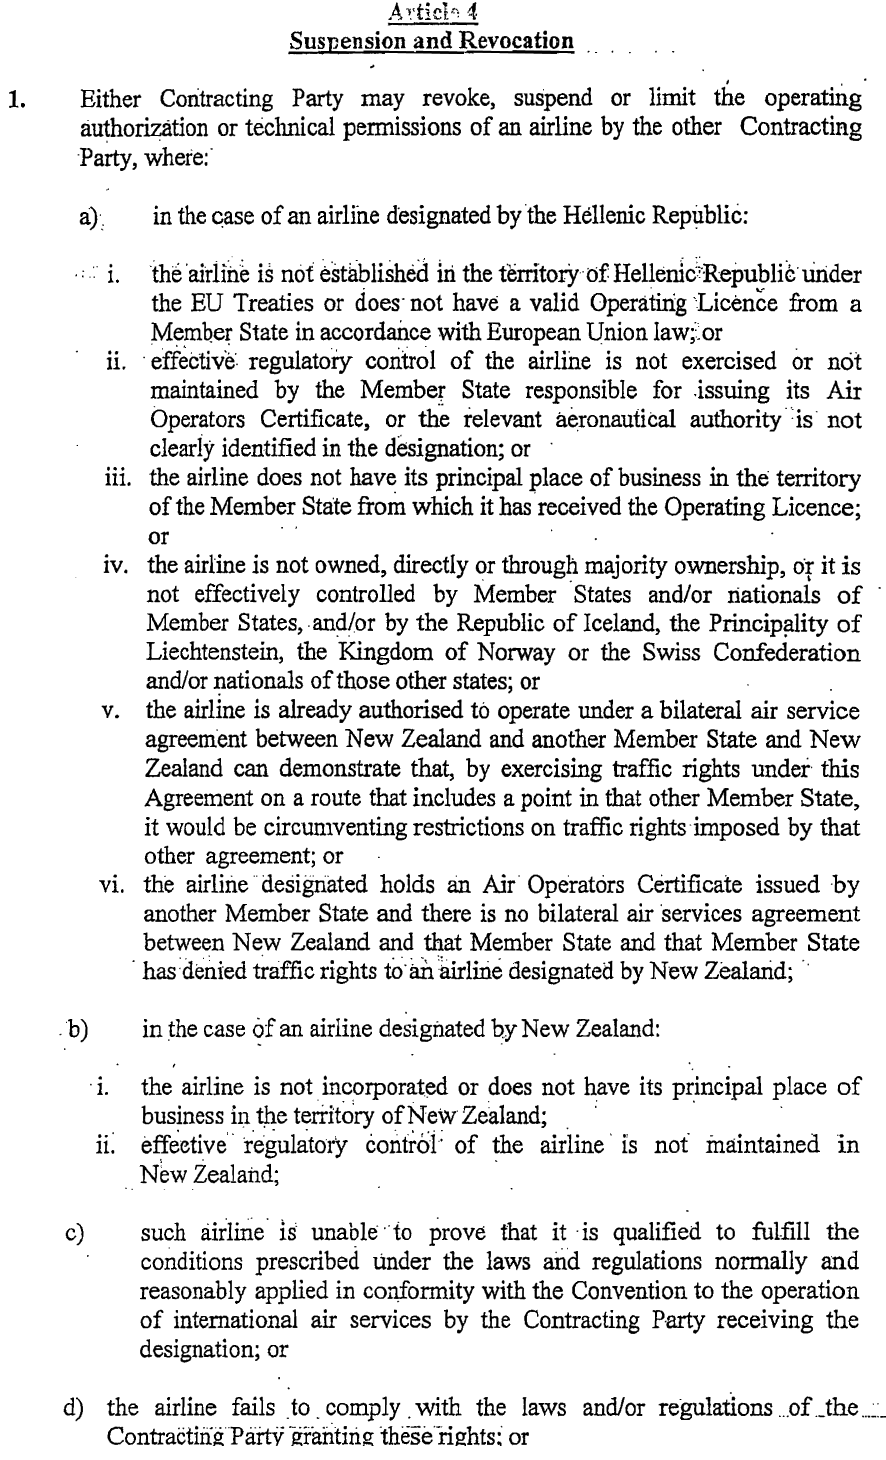 Article 4
Suspension and Revocation
1. Either Contracting Party may revoke, suspend or limit the operating
authorization or technical permissions of an airline by the other Contracting
Party, where:
a) in the case of an airline designated by the Hellenic Republic:
i. the airline is not established in the territory of Hellenic Republic under
the EU Treaties or does not have a valid Operating Licence from a
Member State in accordance with European Union law; or
ii. effective regulatory control of the airline is not exercised or not
maintained by the Member State responsible for issuing its Air
Operators Certificate, or the relevant aeronautical authority is not
clearly identified in the designation; or
iii. the airline does not have its principal place of business in the territory
of the Member State from which it has received the Operating Licence;
or
iv. the airline is not owned, directly or through majority ownership, or it is
not effectively controlled by Member States and/or nationals of
Member States, and/or by the Republic of Iceland, the Principality of
Liechtenstein, the Kingdom of Norway or the Swiss Confederation
and/or nationals of those other states; or
v. the airline is already authorised to operate under a bilateral air service
agreement between New Zealand and another Member State and New
Zealand can demonstrate that, by exercising traffic rights under this
Agreement on a route that includes a point in that other Member State,
it would be circumventing restrictions on traffic rights imposed by that
other agreement; or
vi. the airline designated holds an Air Operators Certificate issued by
another Member State and there is no bilateral air services agreement
between New Zealand and that Member State and that Member State
has denied traffic rights to an airline designated by New Zealand;
b) in the case of an airline designated by New Zealand:
i. the airline is not incorporated or does not have its principal place of
business in the territory of New Zealand;
ii. effective regulatory control of the airline is not maintained in
New Zealand;
c) such airline is unable to prove that it is qualified to fulfill the
conditions prescribed under the laws and regulations normally and
reasonably applied in conformity with the Convention to the operation
of international air services by the Contracting Party receiving the
designation; or
d) the airline fails to comply with the laws and/or regulations of the
Contracting Party granting these rights; or